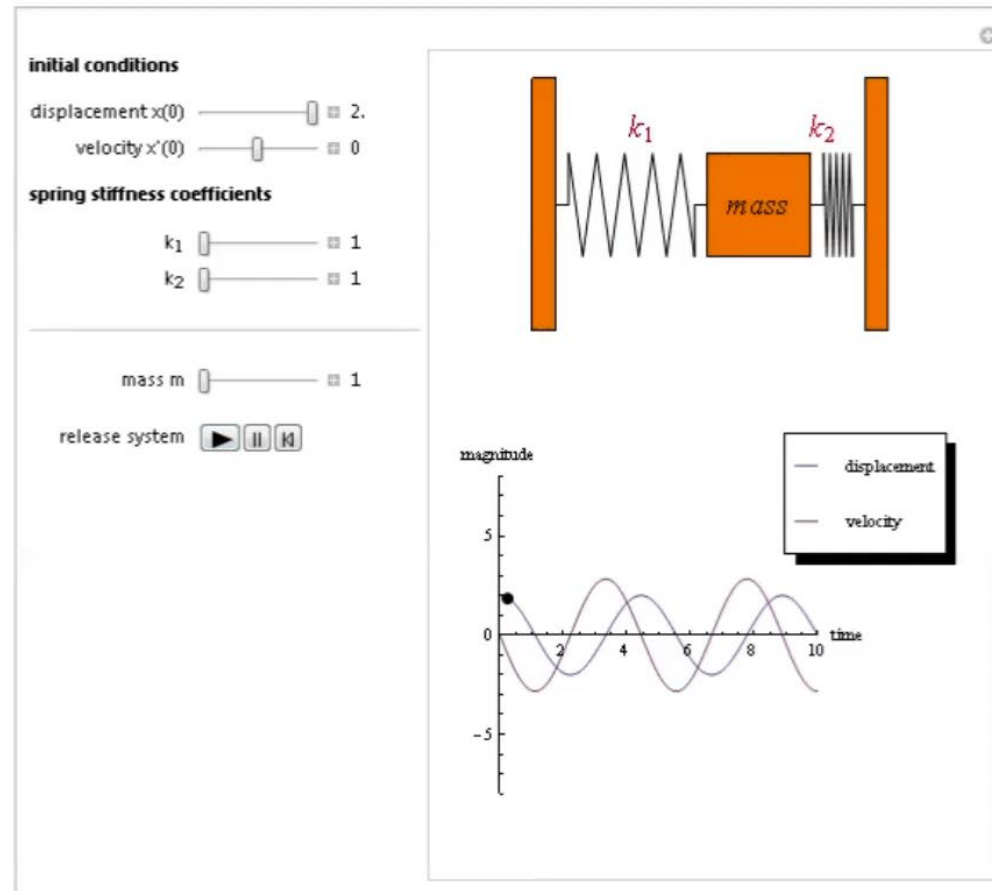 initial conditions
displacement x(0) 2.
velocity x'(0) 0
spring stiffness coefficients
k1 1
k2 1
mass m 1
release system
k1 k2
mass
magnitude
displacement
velocity
5
0
2 4 6 8 10 time
-5